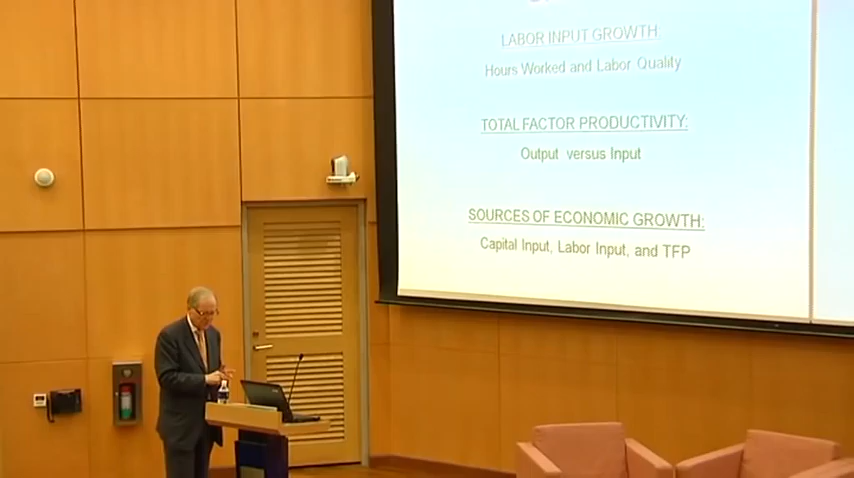 LABOR INPUT GROWTH:
Hours Worked and Labor Quality
TOTAL FACTOR PRODUCTIVITY:
Output versus Input
SOURCES OF ECONOMIC GROWTH:
Capital Input, Labor Input, and TFP